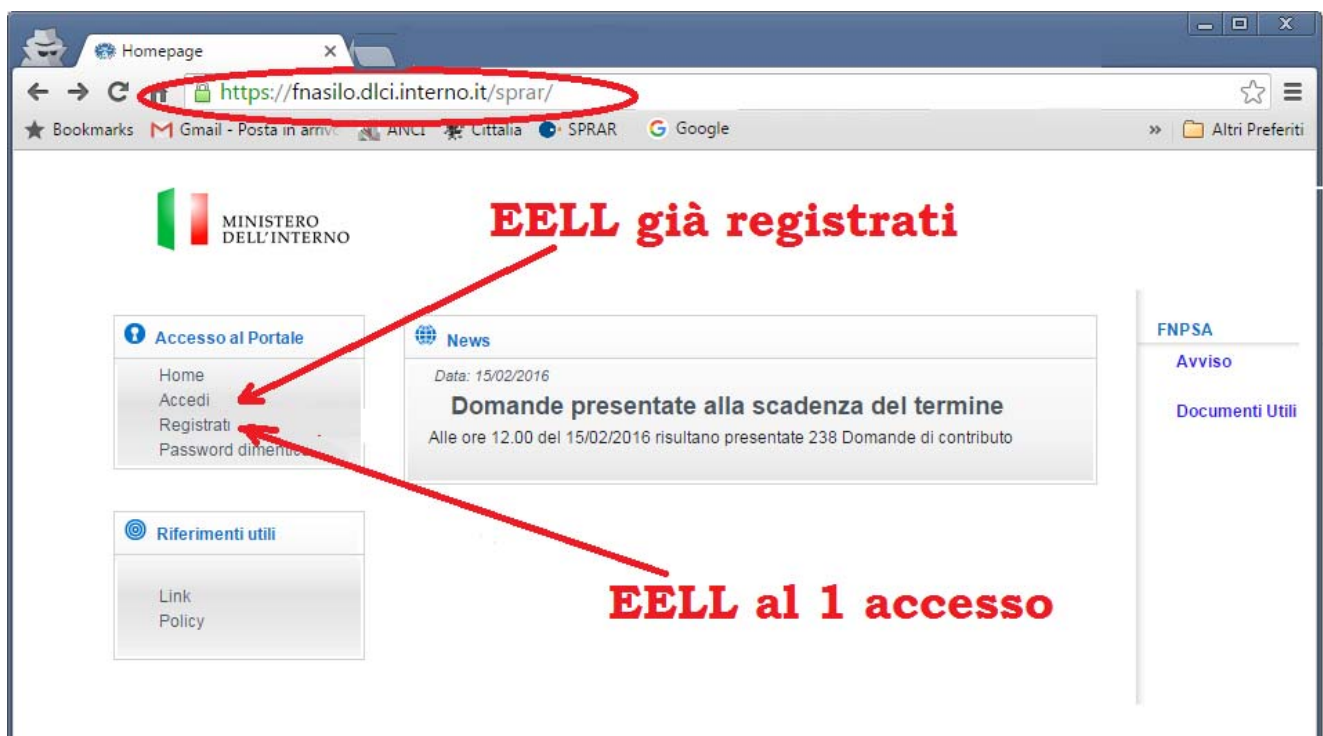 Homepage
https://fnasilo.dlci.interno.it/sprar/
Bookmarks Gmail - Posta in arrivo ANCI Cittalia SPRAR Google » Altri Preferiti
MINISTERO
DELL'INTERNO
EELL già registrati
Accesso al Portale
Home
Accedi
Registrati
Password
News
Data: 15/02/2016
Domande presentate alla scadenza del termine
Alle ore 12.00 del 15/02/2016 risultano presentate 238 Domande di contributo
FNPSA
Avviso
Documenti Utili
Riferimenti utili
Link
Policy
EELL al 1 accesso